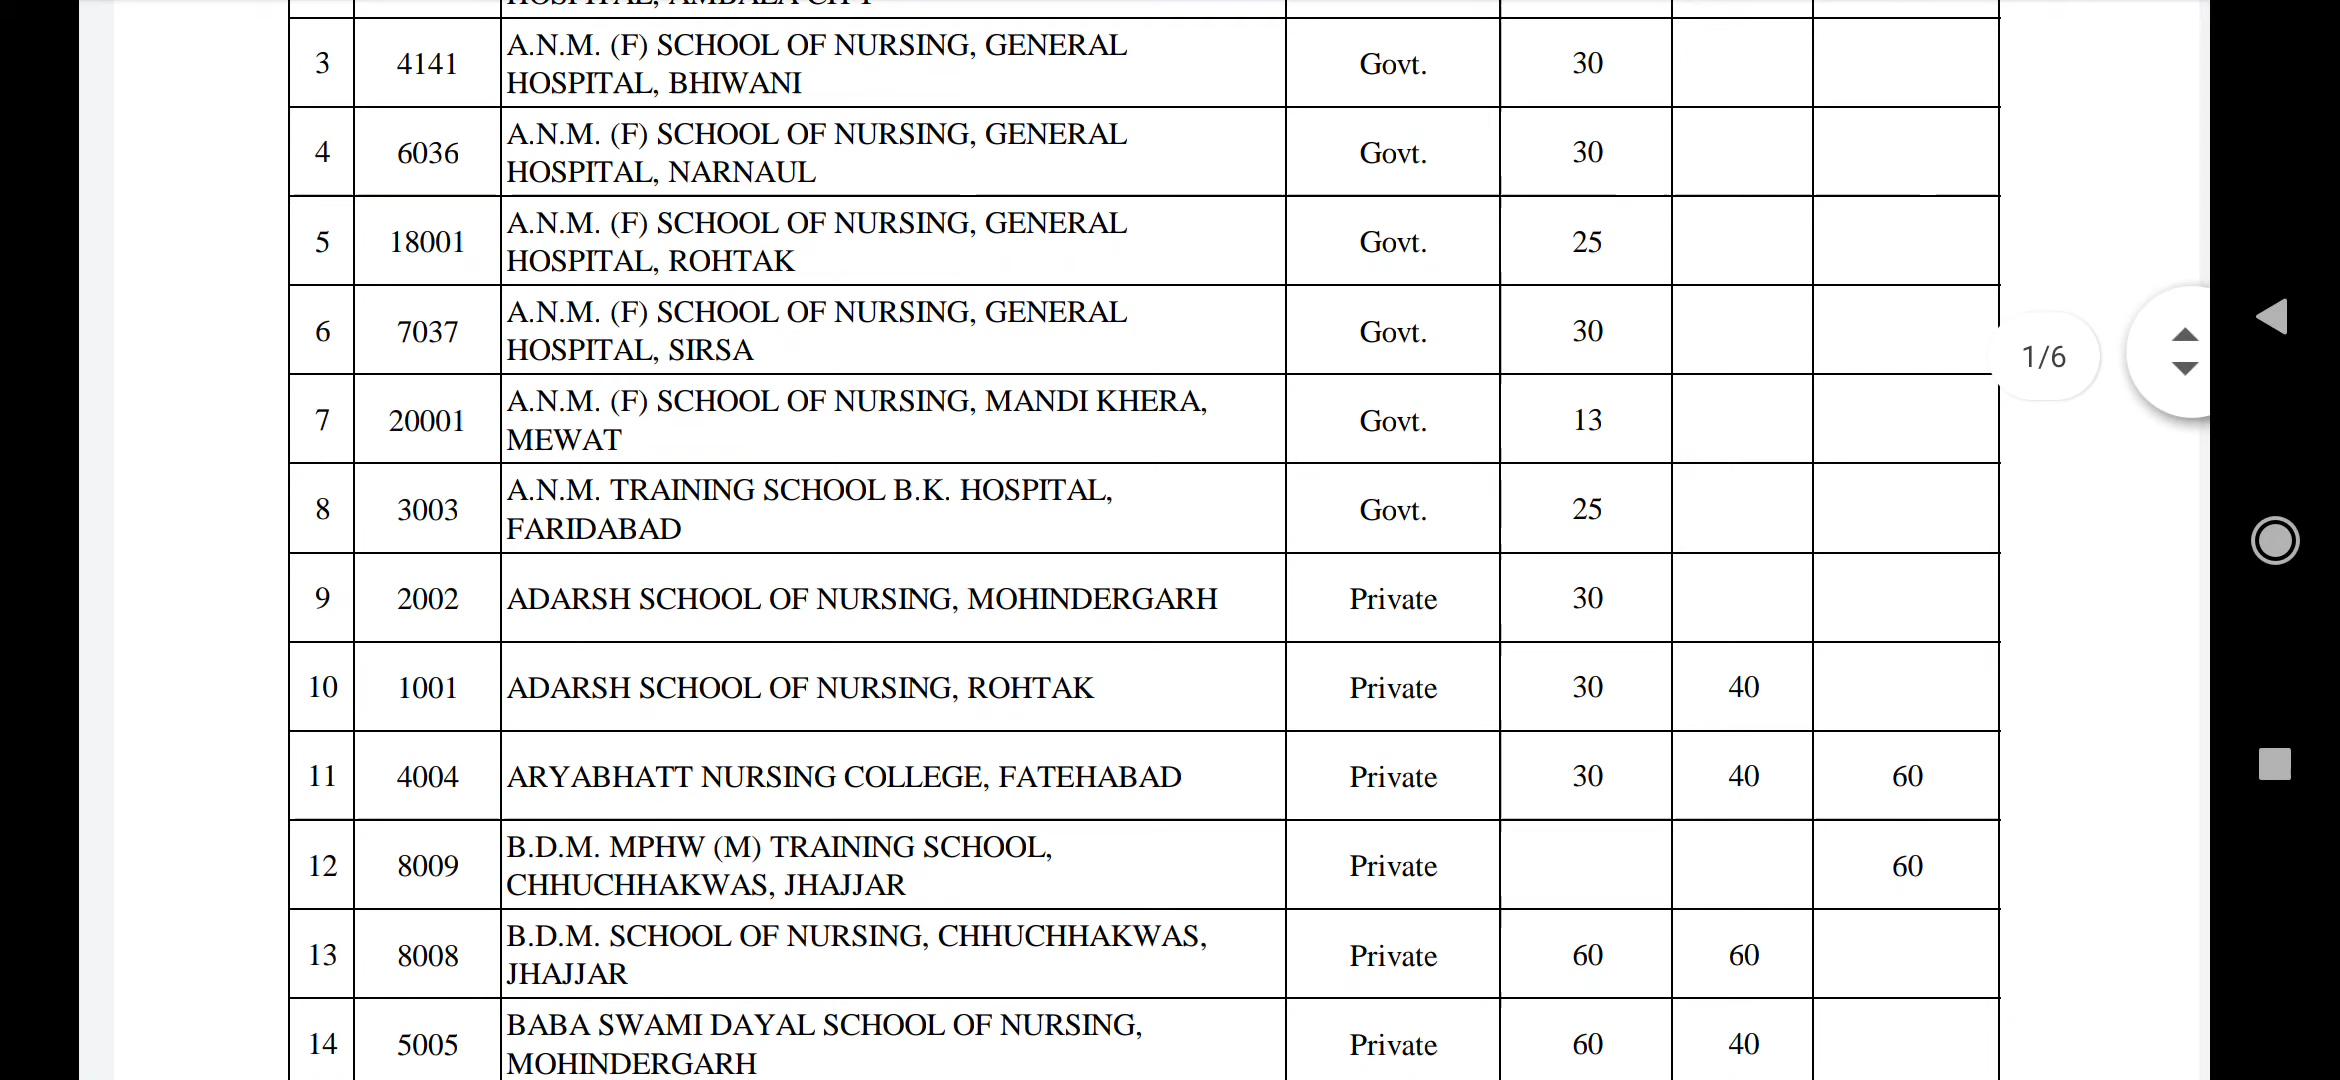 HOSPITAL, AMBALA CITY
3 4141 A.N.M. (F) SCHOOL OF NURSING, GENERAL HOSPITAL, BHIWANI Govt. 30
4 6036 A.N.M. (F) SCHOOL OF NURSING, GENERAL HOSPITAL, NARNAUL Govt. 30
5 18001 A.N.M. (F) SCHOOL OF NURSING, GENERAL HOSPITAL, ROHTAK Govt. 25
6 7037 A.N.M. (F) SCHOOL OF NURSING, GENERAL HOSPITAL, SIRSA Govt. 30
1/6
7 20001 A.N.M. (F) SCHOOL OF NURSING, MANDI KHERA, MEWAT Govt. 13
8 3003 A.N.M. TRAINING SCHOOL B.K. HOSPITAL, FARIDABAD Govt. 25
9 2002 ADARSH SCHOOL OF NURSING, MOHINDERGARH Private 30
10 1001 ADARSH SCHOOL OF NURSING, ROHTAK Private 30 40
11 4004 ARYABHATT NURSING COLLEGE, FATEHABAD Private 30 40 60
12 8009 B.D.M. MPHW (M) TRAINING SCHOOL, CHHUCHHAKWAS, JHAJJAR Private 60
13 8008 B.D.M. SCHOOL OF NURSING, CHHUCHHAKWAS, JHAJJAR Private 60 60
14 5005 BABA SWAMI DAYAL SCHOOL OF NURSING, MOHINDERGARH Private 60 40